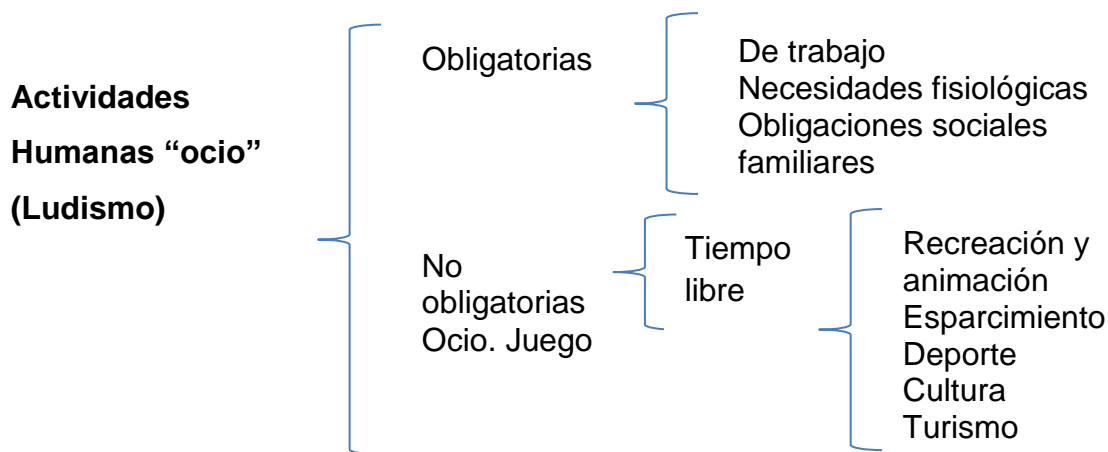 Actividades
Humanas “ocio”
(Ludismo)
Obligatorias
De trabajo
Necesidades fisiológicas
Obligaciones sociales
familiares
No
obligatorias
Ocio. Juego
Tiempo
libre
Recreación y
animación
Esparcimiento
Deporte
Cultura
Turismo